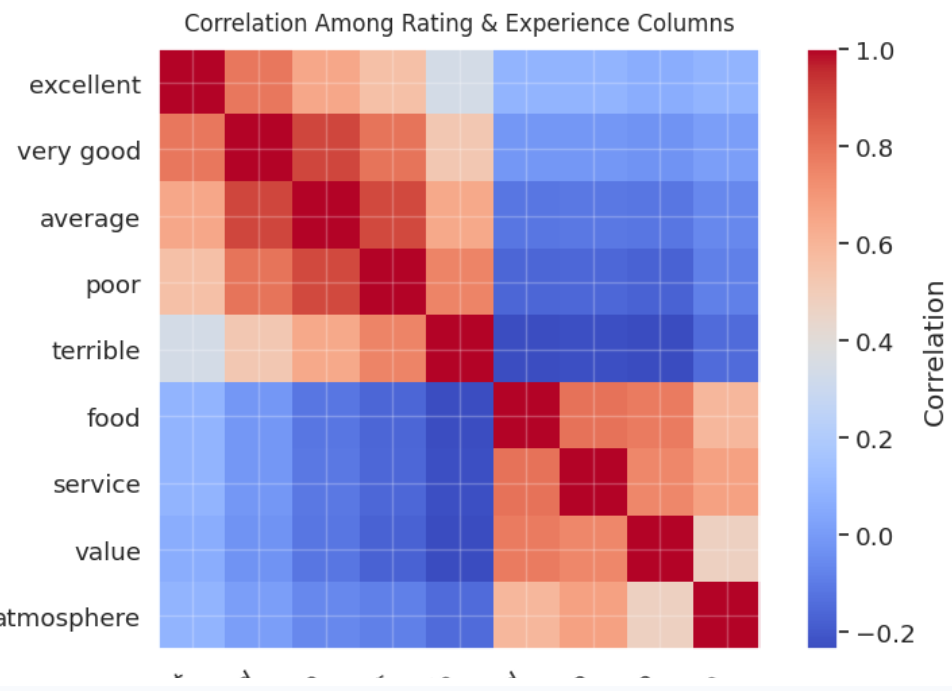 Correlation Among Rating & Experience Columns
excellent
very good
average
poor
terrible
food
service
value
atmosphere
1.0
0.8
0.6
0.4
0.2
0.0
−0.2
Correlation